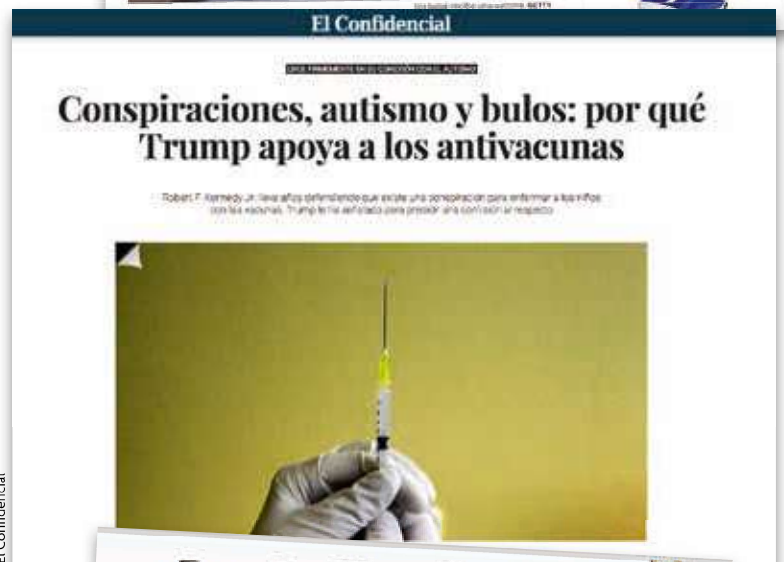 GETTY
El Confidencial
Conspiraciones, autismo y bulos: por qué
Trump apoya a los antivacunas
Robert F. Kennedy Jr. lleva años defendiendo que existe una conspiración para enfermar a los niños
con las vacunas. Trump le ha señalado para presidir una comisión al respecto
El Confidencial